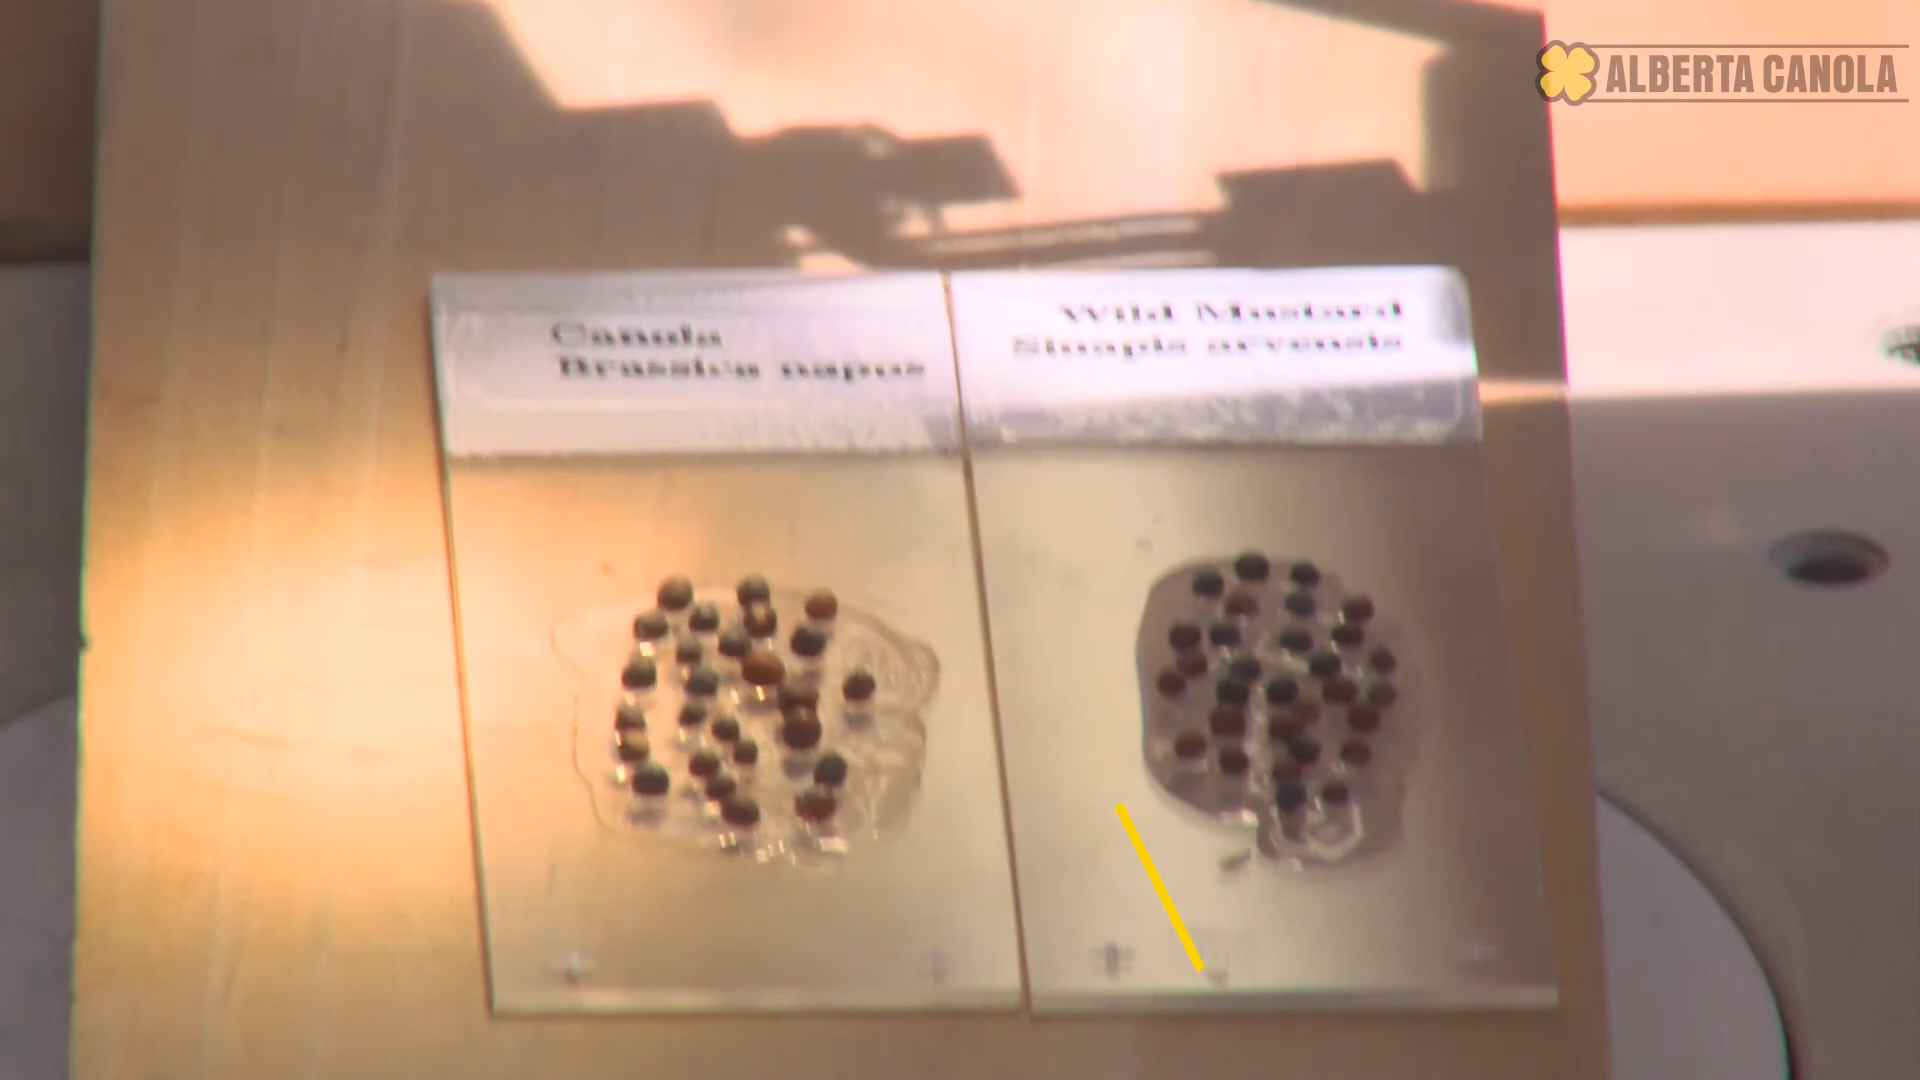 ALBERTA CANOLA
Canola
Brassica napus
Wild Mustard
Sinapis arvensis